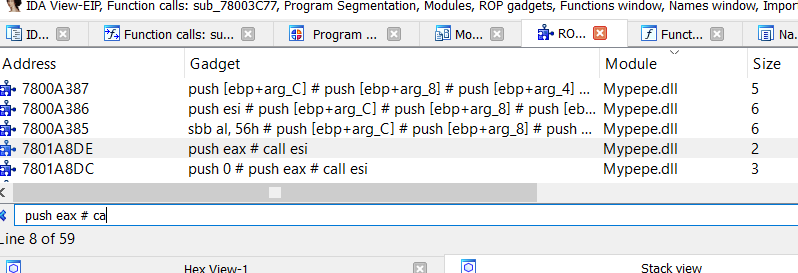 IDA View-EIP, Function calls: sub_78003C77, Program Segmentation, Modules, ROP gadgets, Functions window, Names window, Impor
ID... Function calls: su... Program ... Mo... RO... Funct... Na...
Address Gadget Module Size
7800A387 push [ebp+arg_C] # push [ebp+arg_8] # push [ebp+arg_4] ... Mypepe.dll 5
7800A386 push esi # push [ebp+arg_C] # push [ebp+arg_8] # push [eb... Mypepe.dll 6
7800A385 sbb al, 56h # push [ebp+arg_C] # push [ebp+arg_8] # push ... Mypepe.dll 6
7801A8DE push eax # call esi Mypepe.dll 2
7801A8DC push 0 # push eax # call esi Mypepe.dll 3
push eax # ca
Line 8 of 59
Hex View-1 Stack view